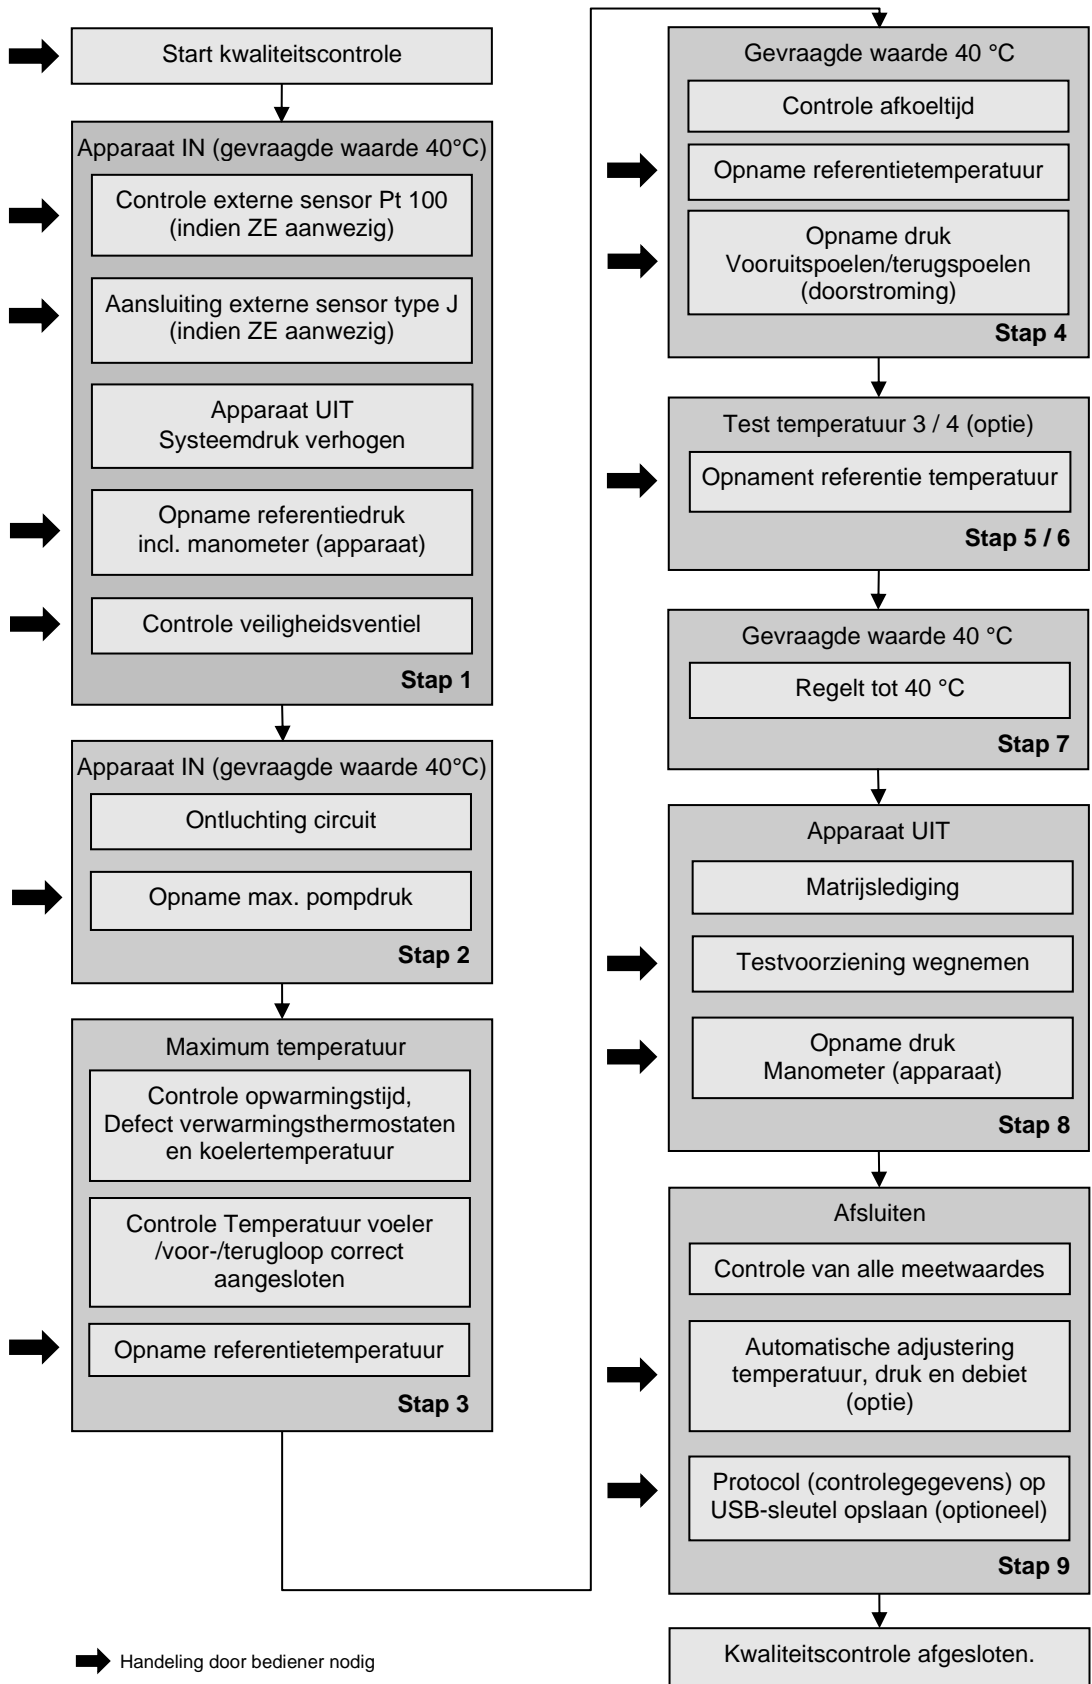 Start kwaliteitscontrole
Apparaat IN (gevraagde waarde 40°C)
Controle externe sensor Pt 100
(indien ZE aanwezig)
Aansluiting externe sensor type J
(indien ZE aanwezig)
Apparaat UIT
Systeemdruk verhogen
Opname referentiedruk
incl. manometer (apparaat)
Controle veiligheidsventiel
Stap 1
Apparaat IN (gevraagde waarde 40°C)
Ontluchting circuit
Opname max. pompdruk
Stap 2
Maximum temperatuur
Controle opwarmingstijd,
Defect verwarmingsthermostaten
en koelertemperatuur
Controle Temperatuur voeler
/voor-/terugloop correct
aangesloten
Opname referentietemperatuur
Stap 3
Gevraagde waarde 40 °C
Controle afkoeltijd
Opname referentietemperatuur
Opname druk
Vooruitspoelen/terugspoelen
(doorstroming)
Stap 4
Test temperatuur 3 / 4 (optie)
Opnament referentie temperatuur
Stap 5 / 6
Gevraagde waarde 40 °C
Regelt tot 40 °C
Stap 7
Apparaat UIT
Matrijslediging
Testvoorziening wegnemen
Opname druk
Manometer (apparaat)
Stap 8
Afsluiten
Controle van alle meetwaardes
Automatische adjustering
temperatuur, druk en debiet
(optie)
Protocol (controlegegevens) op
USB-sleutel opslaan (optioneel)
Stap 9
Kwaliteitscontrole afgesloten.
Handeling door bediener nodig